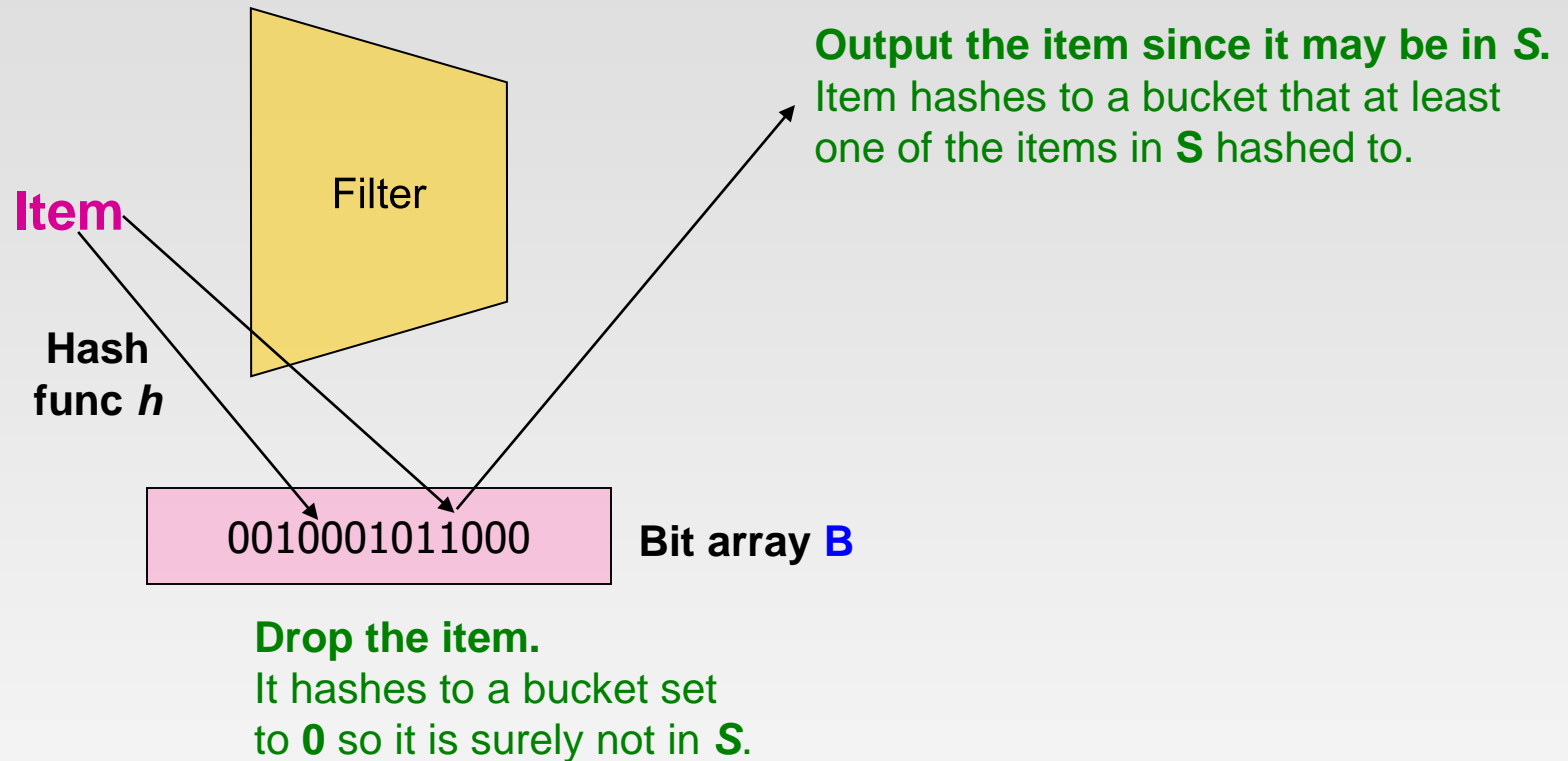 Output the item since it may be in S.
Item hashes to a bucket that at least
one of the items in S hashed to.
Filter
Item
Hash
func h
0010001011000
Bit array B
Drop the item.
It hashes to a bucket set
to 0 so it is surely not in S.